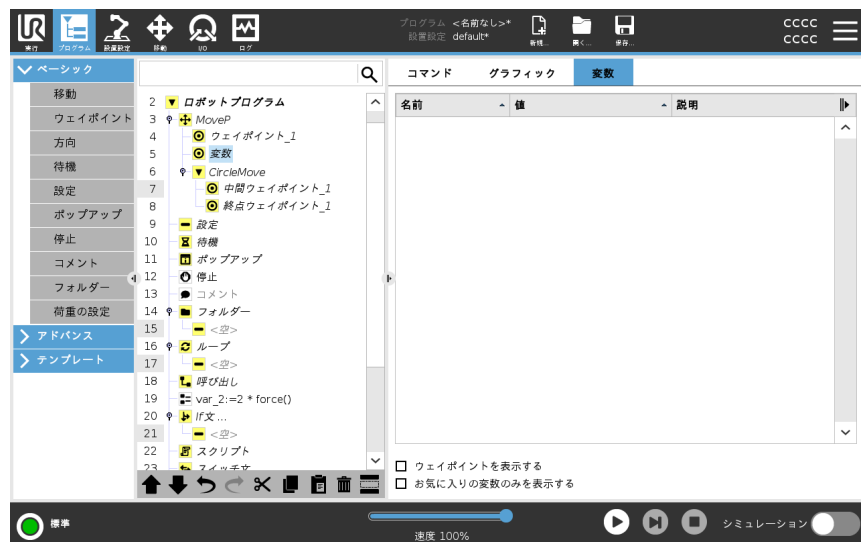 UR
実行
プログラム
設置設定
移動
I/O
ログ
プログラム <名前なし>*
設置設定 default*
新規...
開く...
保存...
cccc
cccc
ベーシック
移動
ウェイポイント
方向
待機
設定
ポップアップ
停止
コメント
フォルダー
荷重の設定
アドバンス
テンプレート
2 ロボットプログラム
3 MoveP
4 ウェイポイント_1
5 変数
6 CircleMove
7 中間ウェイポイント_1
8 終点ウェイポイント_1
9 設定
10 待機
11 ポップアップ
12 停止
13 コメント
14 フォルダー
15 <空>
16 ループ
17 <空>
18 呼び出し
19 var_2:=2 * force()
20 If文 ...
21 <空>
22 スクリプト
23 スイッチ文
コマンド グラフィック 変数
名前 値 説明
ウェイポイントを表示する
お気に入りの変数のみを表示する
標準
速度 100%
シミュレーション